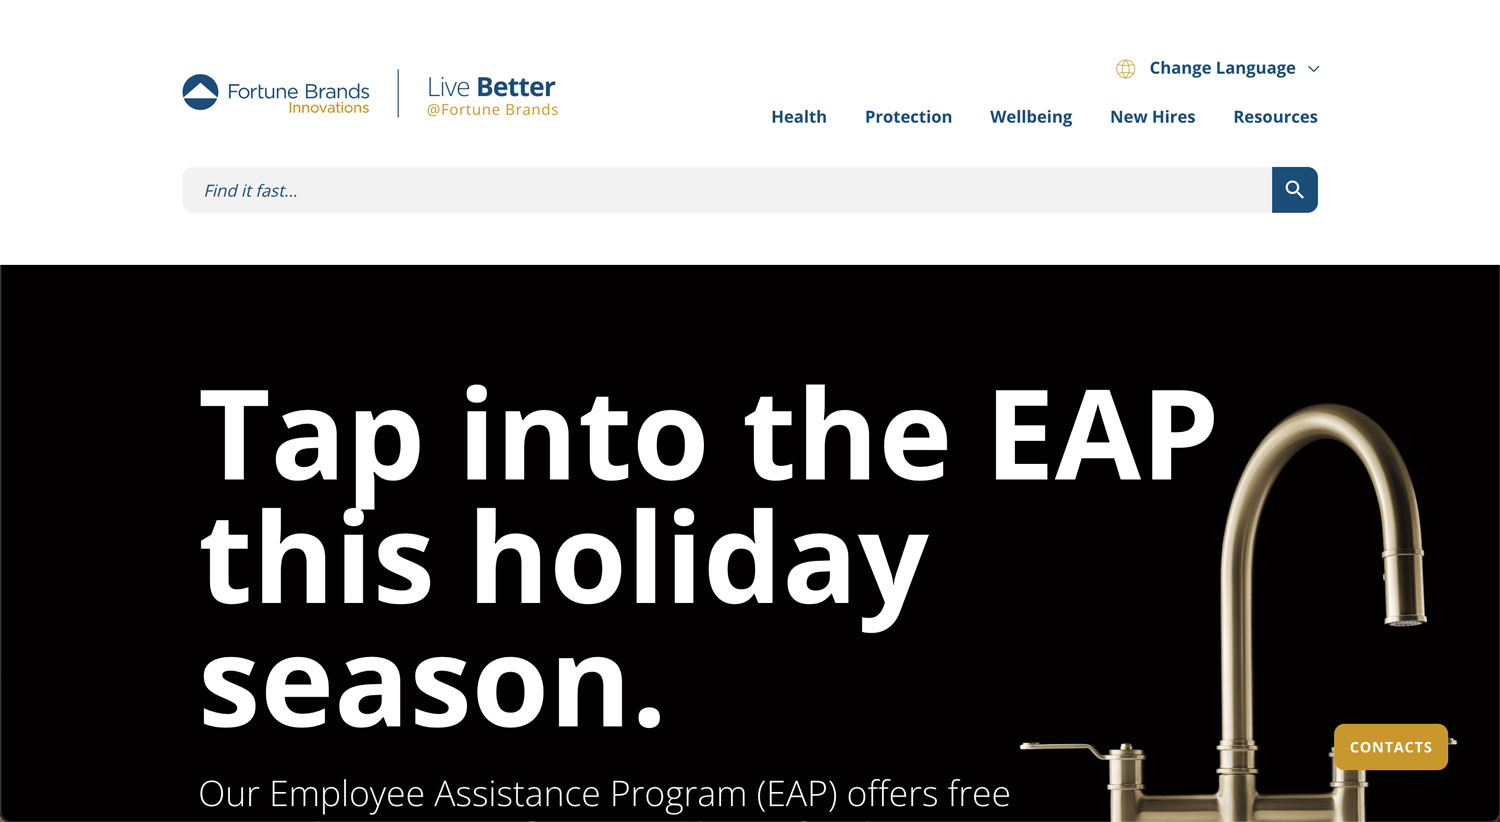 Fortune Brands
Innovations
Live Better
@Fortune Brands
Change Language
Health Protection Wellbeing New Hires Resources
Find it fast...
Tap into the EAP
this holiday
season.
Our Employee Assistance Program (EAP) offers free
CONTACTS